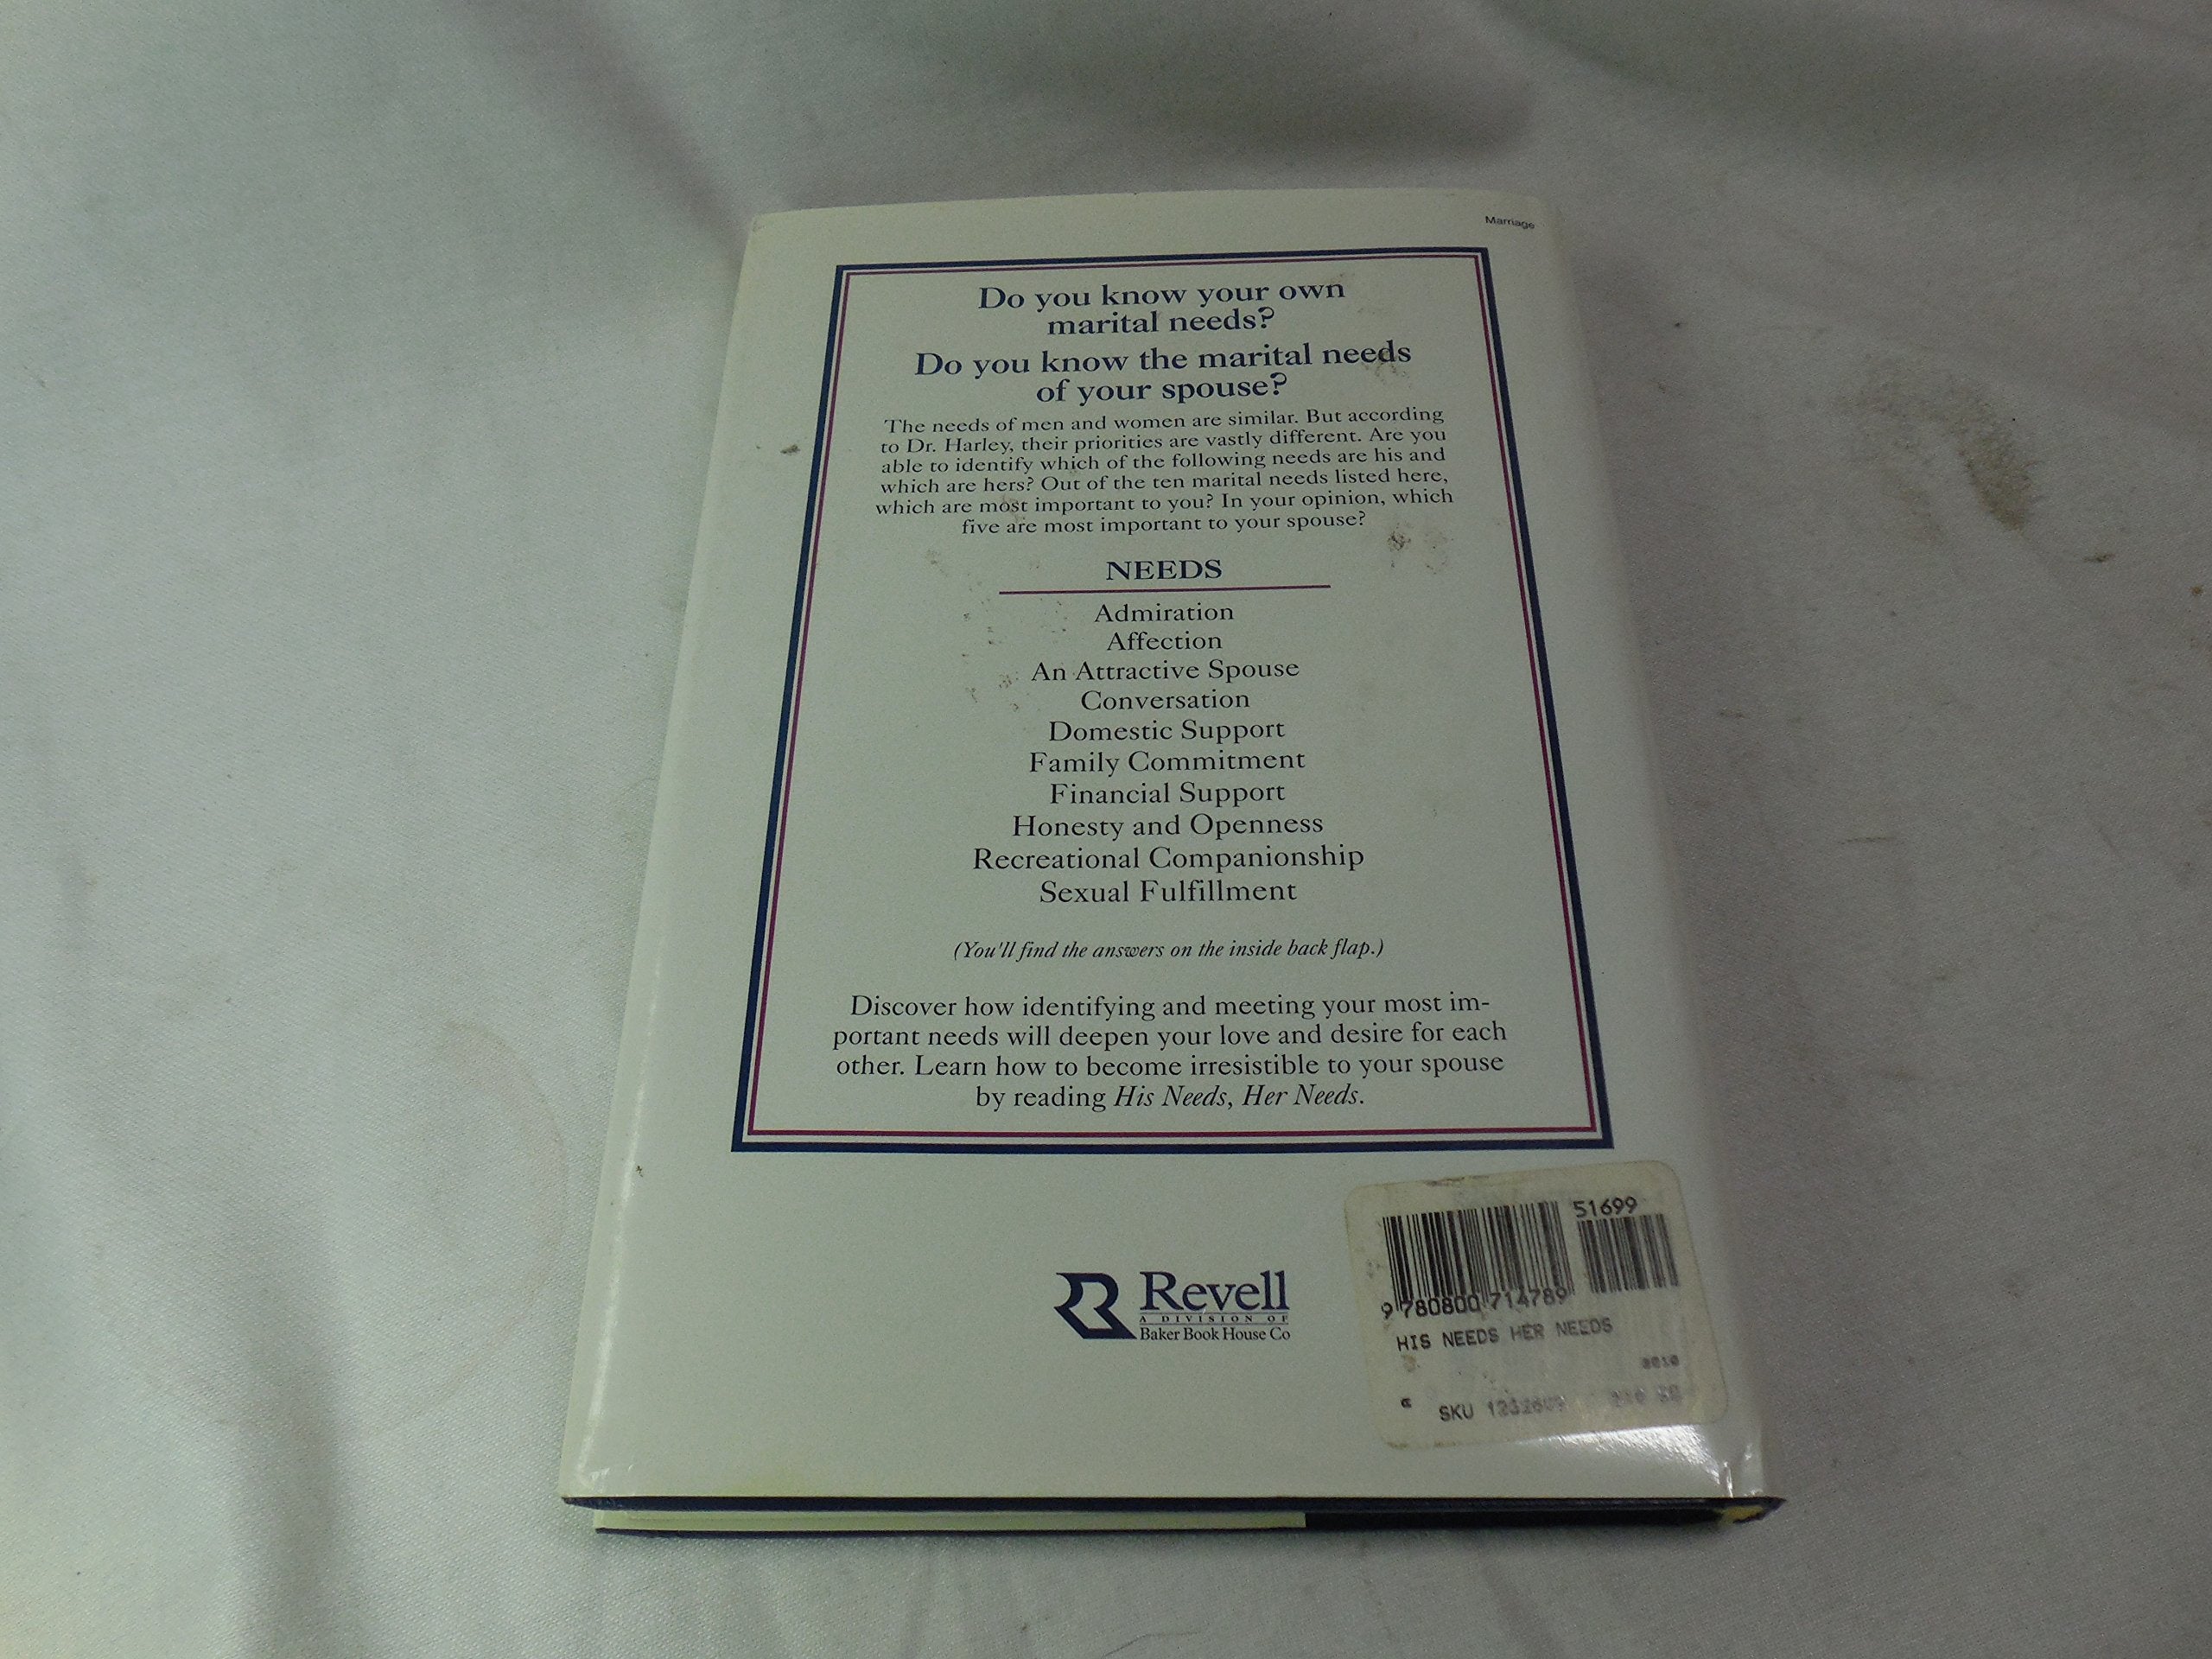 Marriage
Do you know your own
marital needs?
Do you know the marital needs
of your spouse?
The needs of men and women are similar. But according
to Dr. Harley, their priorities are vastly different. Are you
able to identify which of the following needs are his and
which are hers? Out of the ten marital needs listed here,
which are most important to you? In your opinion, which
five are most important to your spouse?
NEEDS
Admiration
Affection
An Attractive Spouse
Conversation
Domestic Support
Family Commitment
Financial Support
Honesty and Openness
Recreational Companionship
Sexual Fulfillment
(You'll find the answers on the inside back flap.)
Discover how identifying and meeting your most im-
portant needs will deepen your love and desire for each
other. Learn how to become irresistible to your spouse
by reading His Needs, Her Needs.
Revell
A DIVISION OF
Baker Book House Co
51699
9 780800 714789
HIS NEEDS HER NEEDS
G SKU